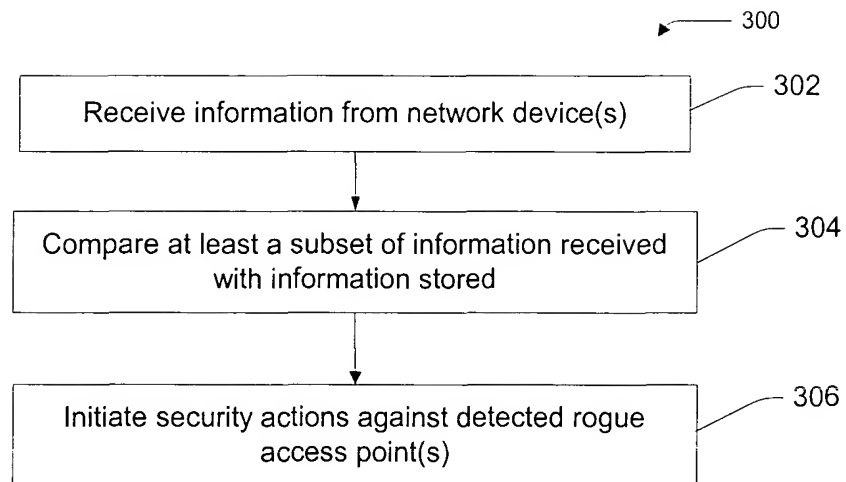 300
Receive information from network device(s)
302
Compare at least a subset of information received
with information stored
304
Initiate security actions against detected rogue
access point(s)
306